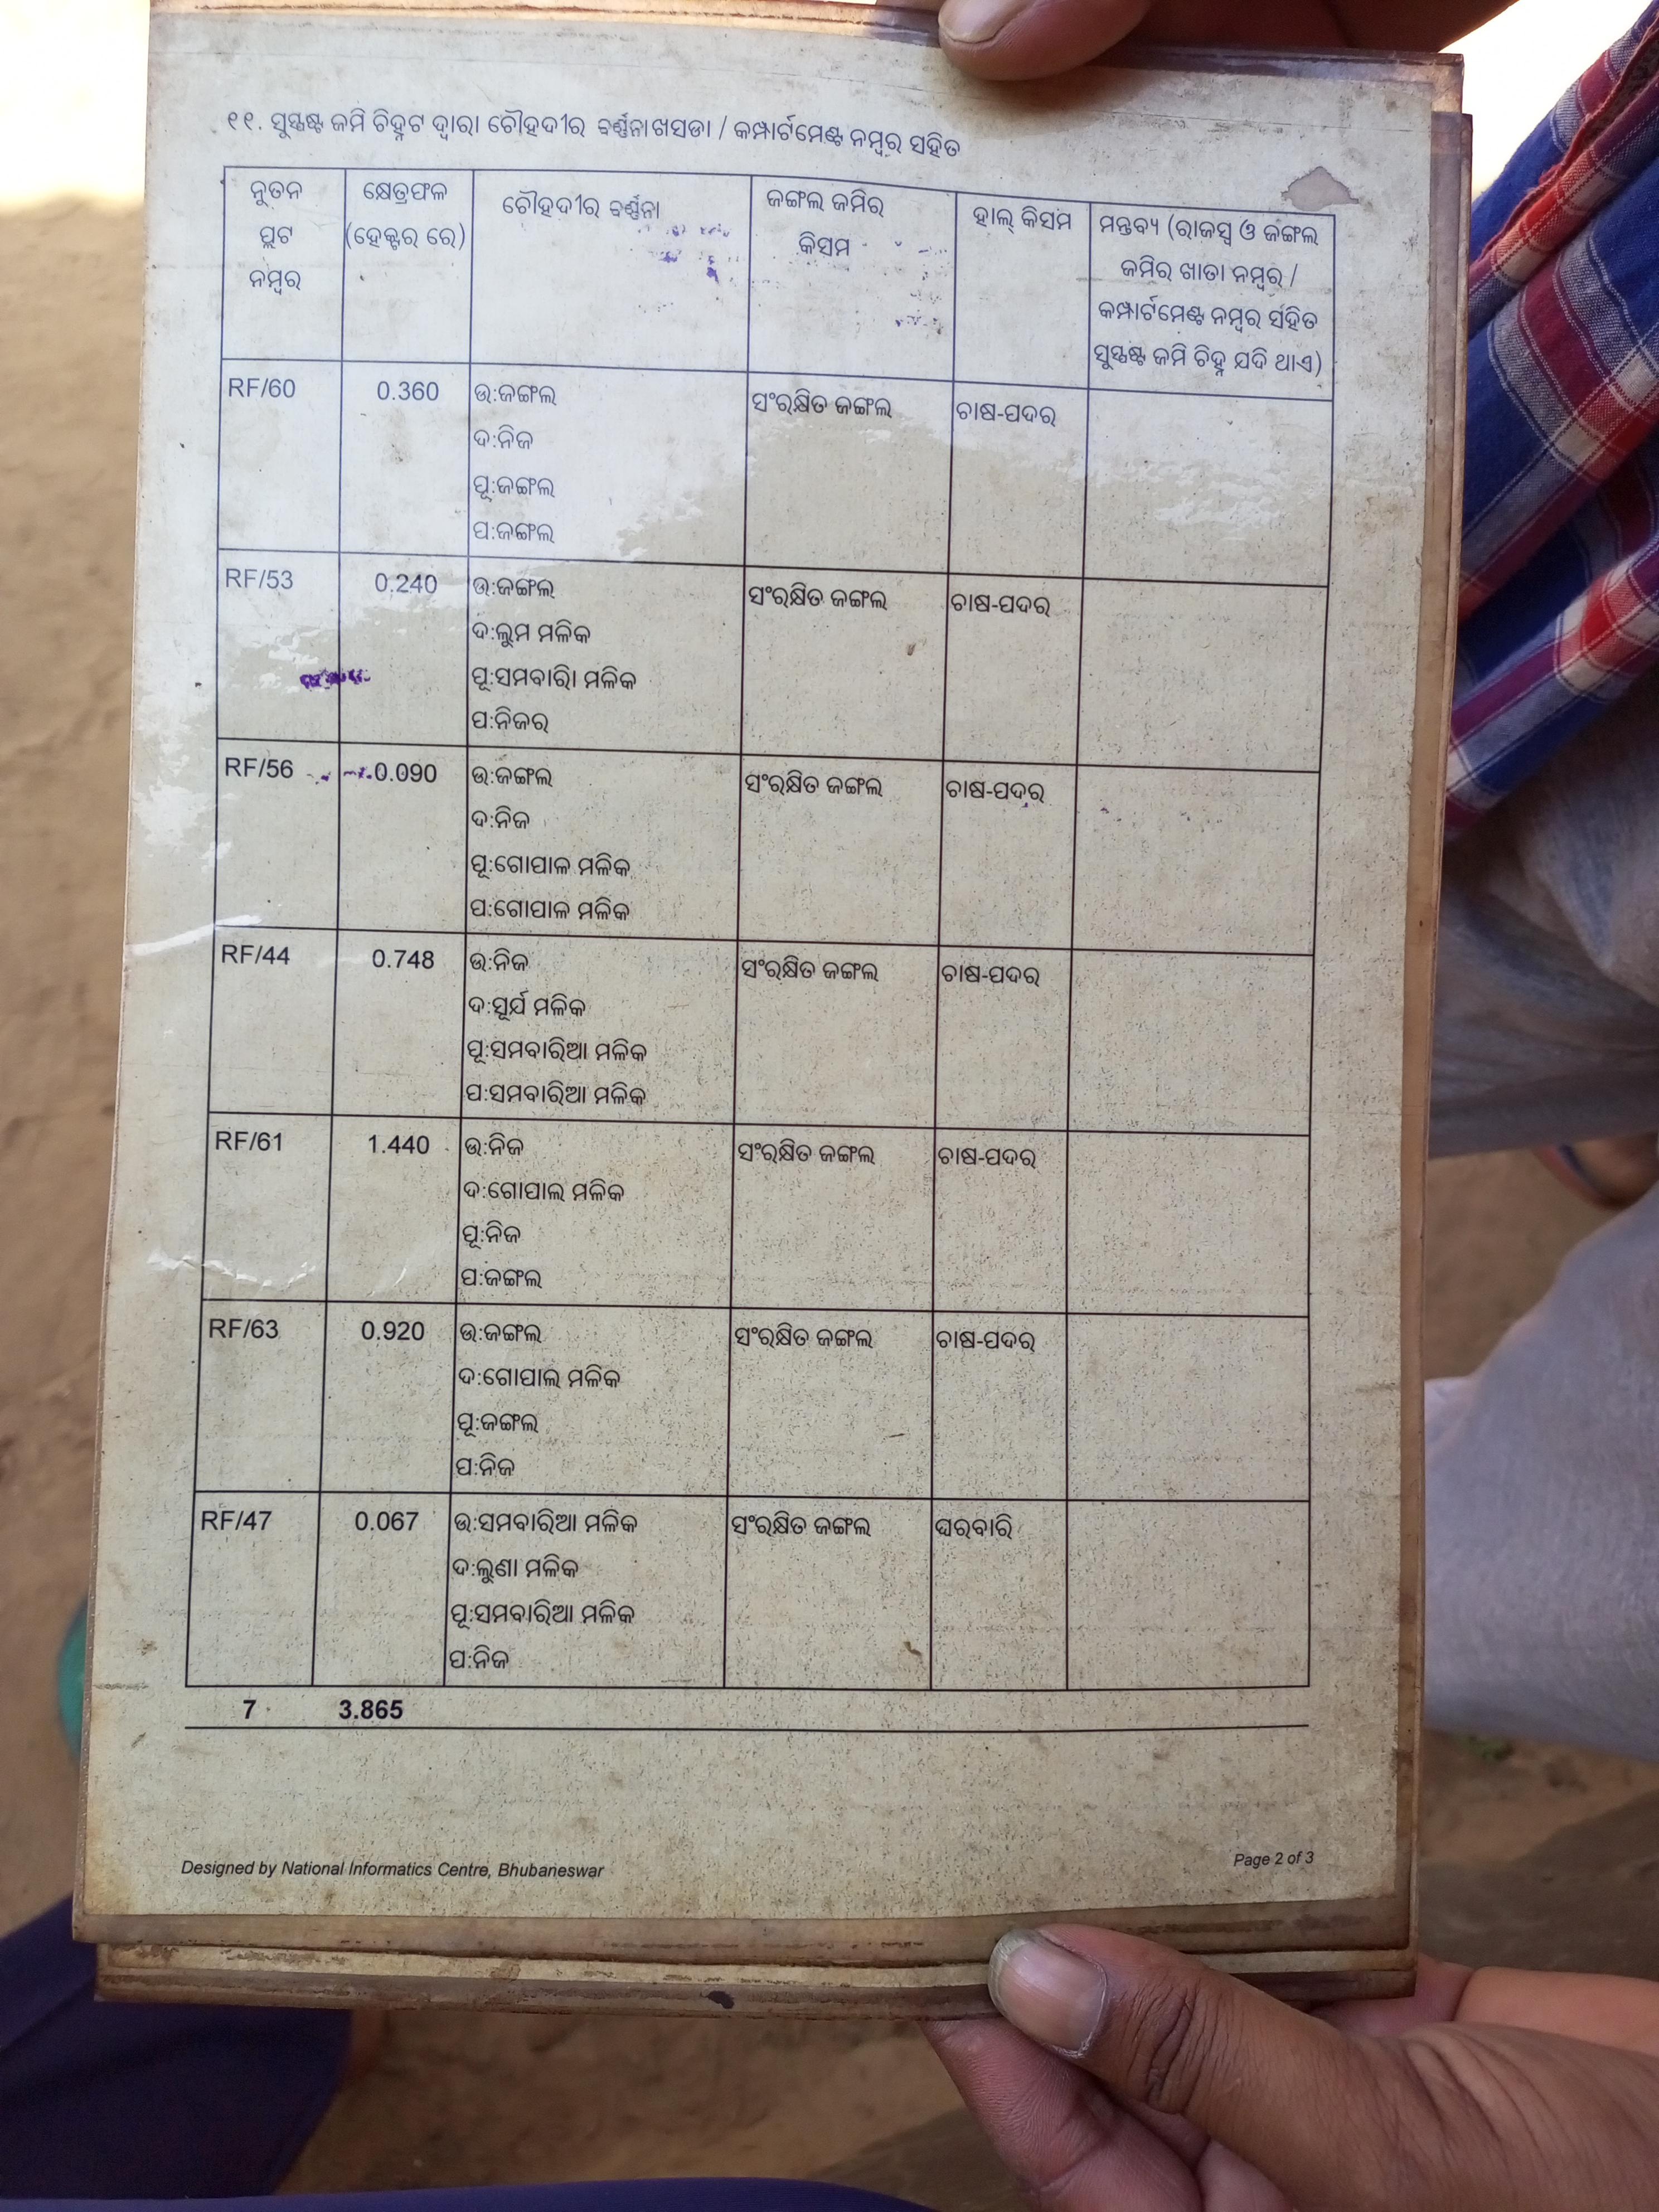 ୧୧. ସୁସ୍ପଷ୍ଟ ଜମି ଚିହ୍ନଟ ଦ୍ୱାରା ଚୌହଦୀର ବର୍ଣ୍ଣନା ଖସଡା / କମ୍ପାର୍ଟମେଣ୍ଟ ନମ୍ବର ସହିତ
ନୁତନ ପ୍ଲଟ ନମ୍ବର
କ୍ଷେତ୍ରଫଳ (ହେକ୍ଟର ରେ)
ଚୌହଦୀର ବର୍ଣ୍ଣନା
ଜଙ୍ଗଲ ଜମିର କିସମ
ହାଲ୍ କିସମ
ମନ୍ତବ୍ୟ (ରାଜସ୍ୱ ଓ ଜଙ୍ଗଲ
ଜମିର ଖାତା ନମ୍ବର /
କମ୍ପାର୍ଟମେଣ୍ଟ ନମ୍ବର ସହିତ
ସୁସ୍ପଷ୍ଟ ଜମି ଚିହ୍ନ ଯଦି ଥାଏ)
RF/60 0.360 ଉ:ଜଙ୍ଗଲ ସଂରକ୍ଷିତ ଜଙ୍ଗଲ ଚାଷ-ପଦର
ଦ:ନିଜ
ପୂ:ଜଙ୍ଗଲ
ପ:ଜଙ୍ଗଲ
RF/53 0.240 ଉ:ଜଙ୍ଗଲ ସଂରକ୍ଷିତ ଜଙ୍ଗଲ ଚାଷ-ପଦର
ଦ:ଲୁମ ମଳିକ
ପୂ:ସମବାରିା ମଳିକ
ପ:ନିଜର
RF/56 0.090 ଉ:ଜଙ୍ଗଲ ସଂରକ୍ଷିତ ଜଙ୍ଗଲ ଚାଷ-ପଦର
ଦ:ନିଜ
ପୂ:ଗୋପାଳ ମଳିକ
ପ:ଗୋପାଳ ମଳିକ
RF/44 0.748 ଉ:ନିଜ ସଂରକ୍ଷିତ ଜଙ୍ଗଲ ଚାଷ-ପଦର
ଦ:ସୂର୍ଯ ମଳିକ
ପୂ:ସମବାରିଆ ମଳିକ
ପ:ସମବାରିଆ ମଳିକ
RF/61 1.440 ଉ:ନିଜ ସଂରକ୍ଷିତ ଜଙ୍ଗଲ ଚାଷ-ପଦର
ଦ:ଗୋପାଲ ମଳିକ
ପୂ:ନିଜ
ପ:ଜଙ୍ଗଲ
RF/63 0.920 ଉ:ଜଙ୍ଗଲ ସଂରକ୍ଷିତ ଜଙ୍ଗଲ ଚାଷ-ପଦର
ଦ:ଗୋପାଲ ମଳିକ
ପୂ:ଜଙ୍ଗଲ
ପ:ନିଜ
RF/47 0.067 ଉ:ସମବାରିଆ ମଳିକ ସଂରକ୍ଷିତ ଜଙ୍ଗଲ ଘରବାରି
ଦ:ଲୁଣା ମଳିକ
ପୂ:ସମବାରିଆ ମଳିକ
ପ:ନିଜ
7 3.865
Designed by National Informatics Centre, Bhubaneswar
Page 2 of 3